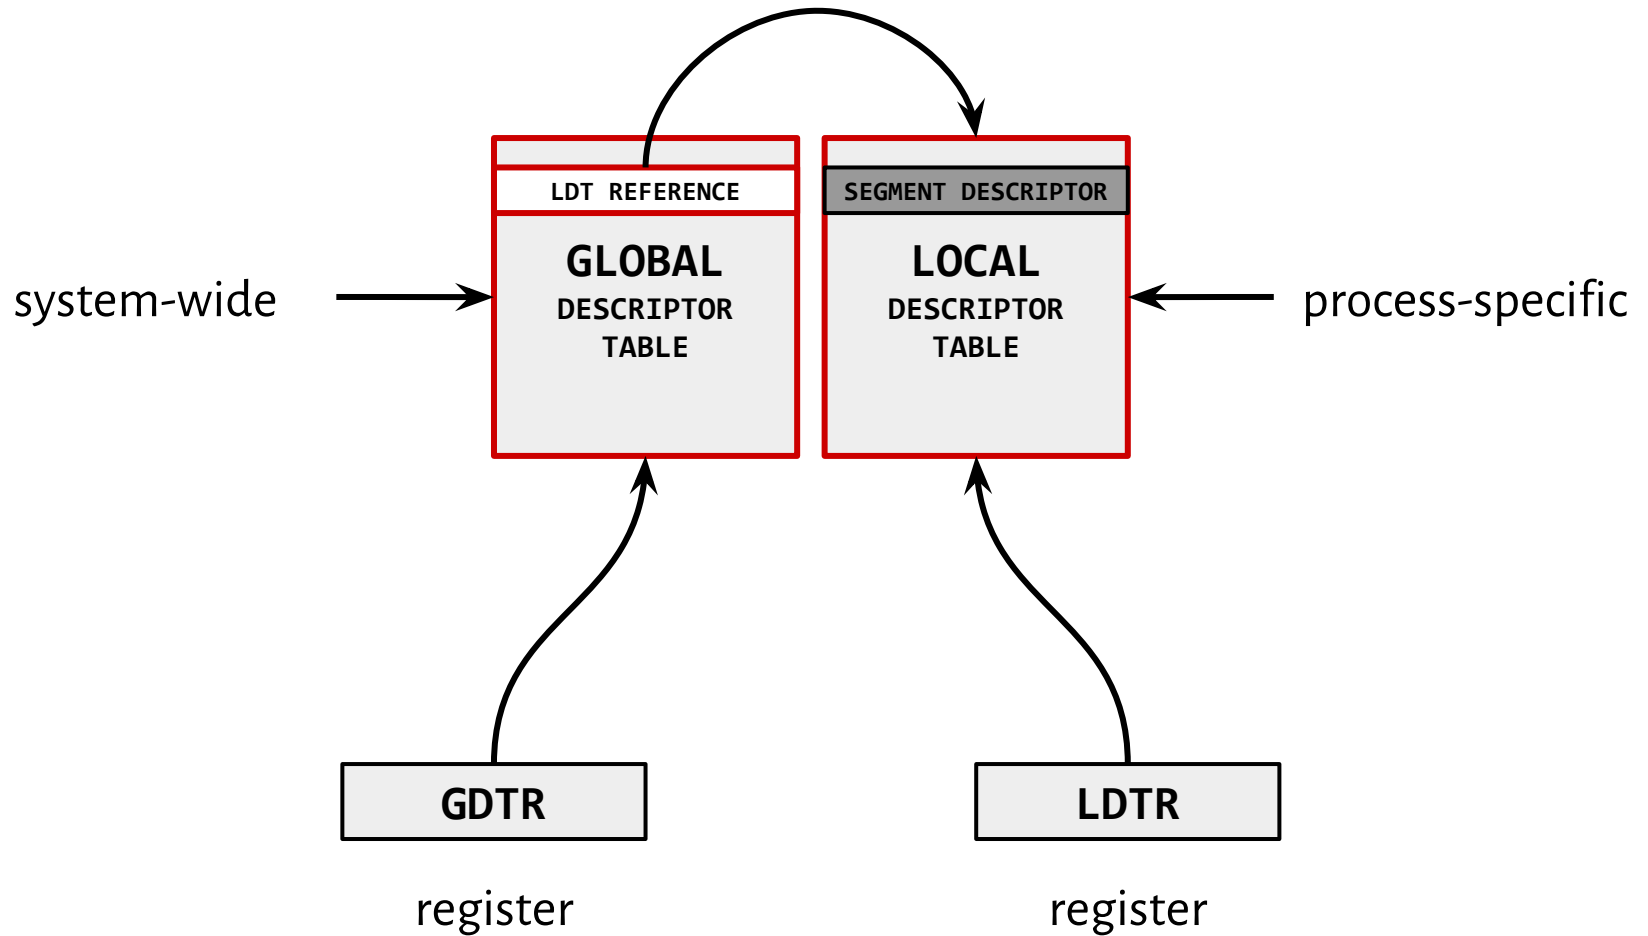 LDT REFERENCE
SEGMENT DESCRIPTOR
GLOBAL
DESCRIPTOR
TABLE
LOCAL
DESCRIPTOR
TABLE
system-wide
process-specific
GDTR
LDTR
register
register